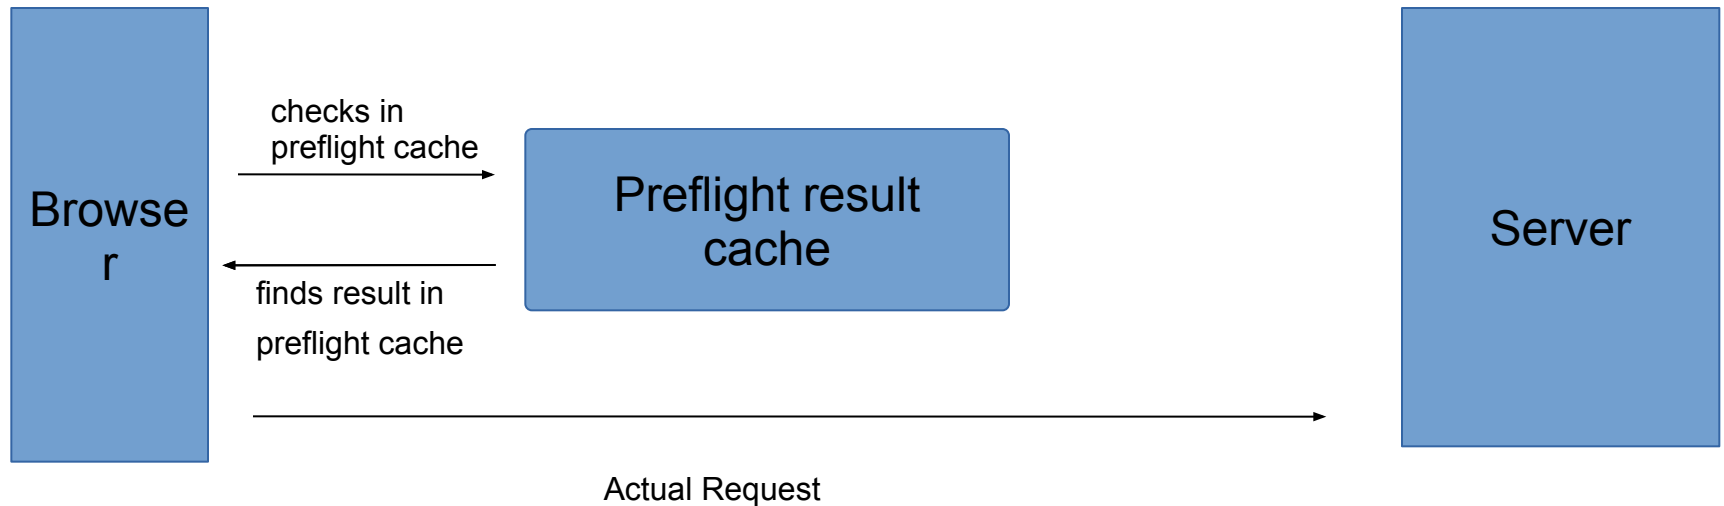 checks in
preflight cache
Browse
r
Preflight result
cache
Server
finds result in
preflight cache
Actual Request